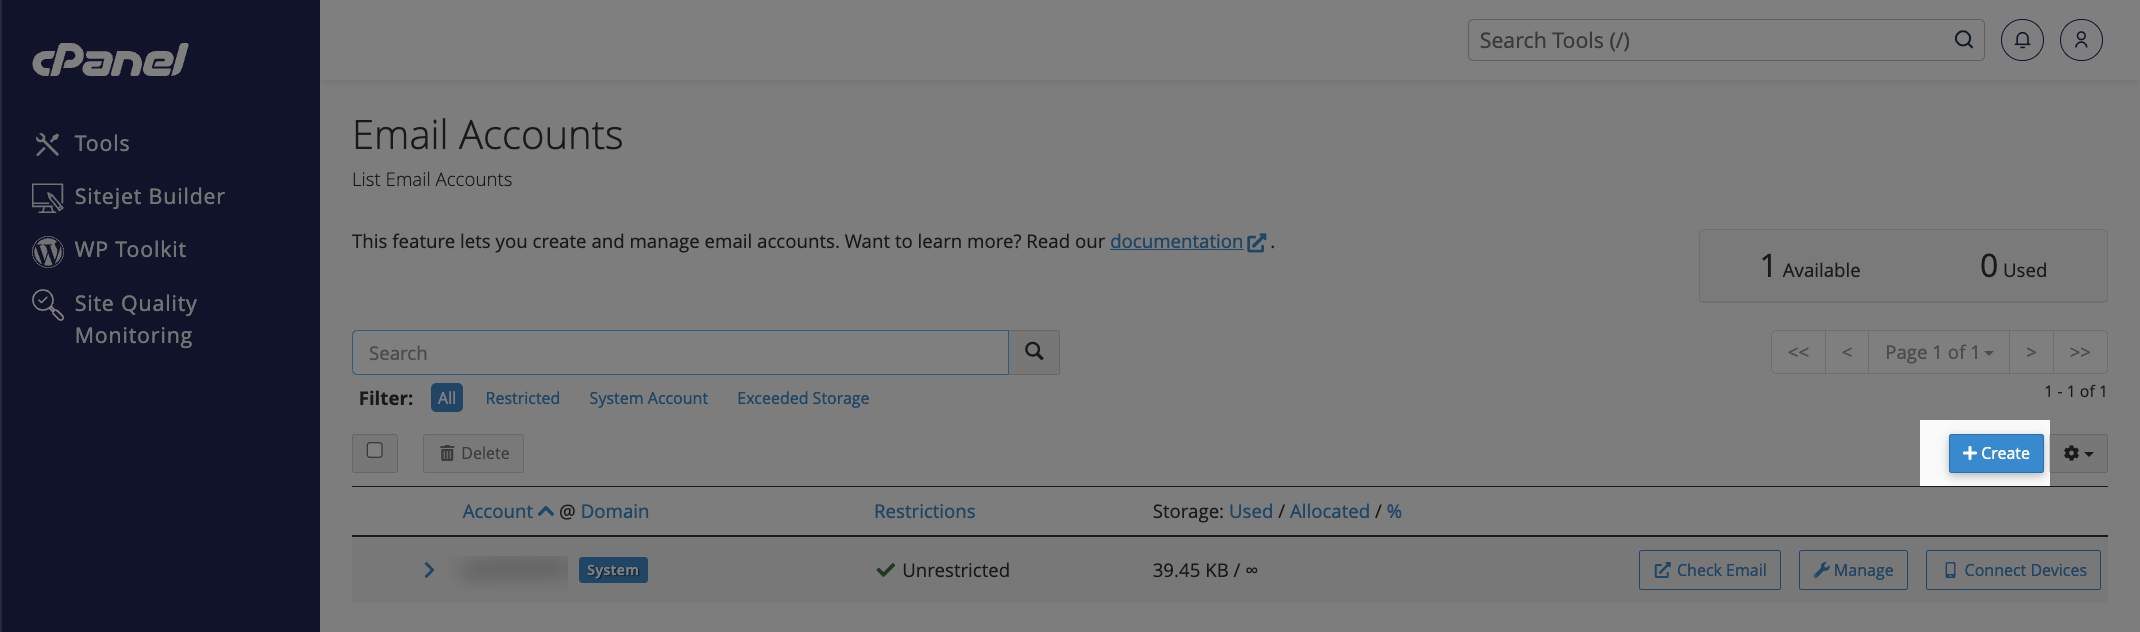 cPanel
Search Tools (/)
Tools
Sitejet Builder
WP Toolkit
Site Quality
Monitoring
Email Accounts
List Email Accounts
This feature lets you create and manage email accounts. Want to learn more? Read our documentation .
1 Available 0 Used
Search
<< < Page 1 of 1 > >>
Filter: All Restricted System Account Exceeded Storage
1 - 1 of 1
Delete
+ Create
Account @ Domain Restrictions Storage: Used / Allocated / %
System Unrestricted 39.45 KB / ∞ Check Email Manage Connect Devices